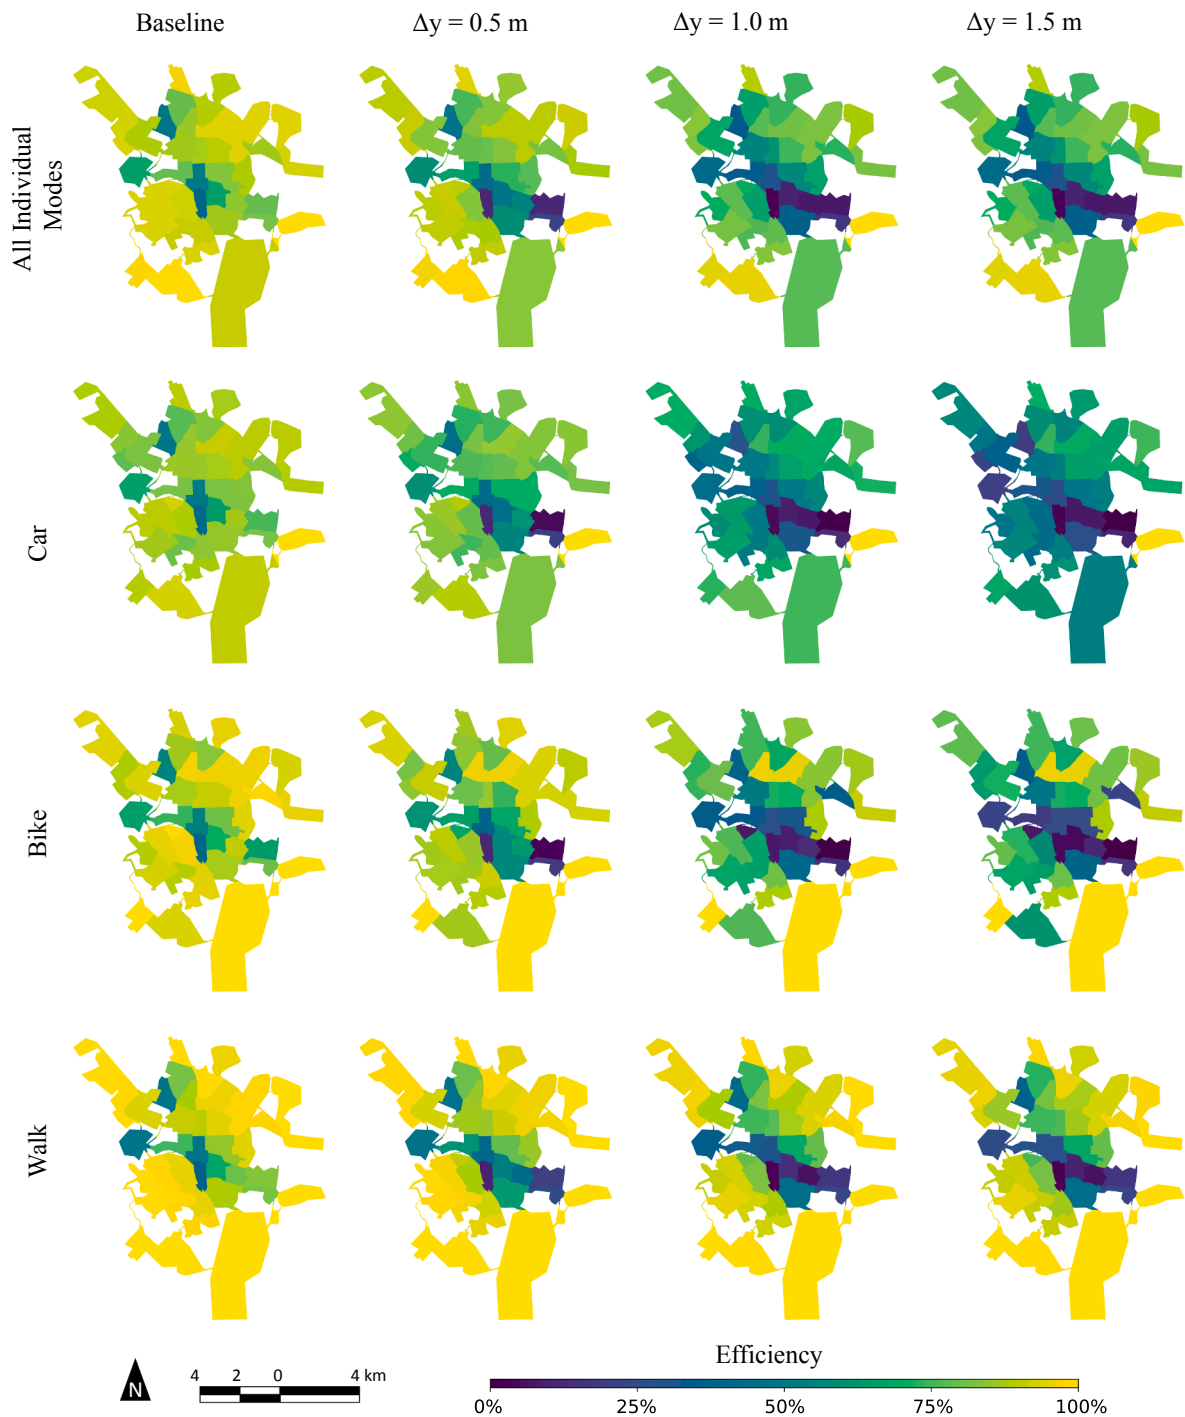 Baseline
Δy = 0.5 m
Δy = 1.0 m
Δy = 1.5 m
All Individual
Modes
Car
Bike
Walk
N
4 2 0 4 km
Efficiency
0% 25% 50% 75% 100%